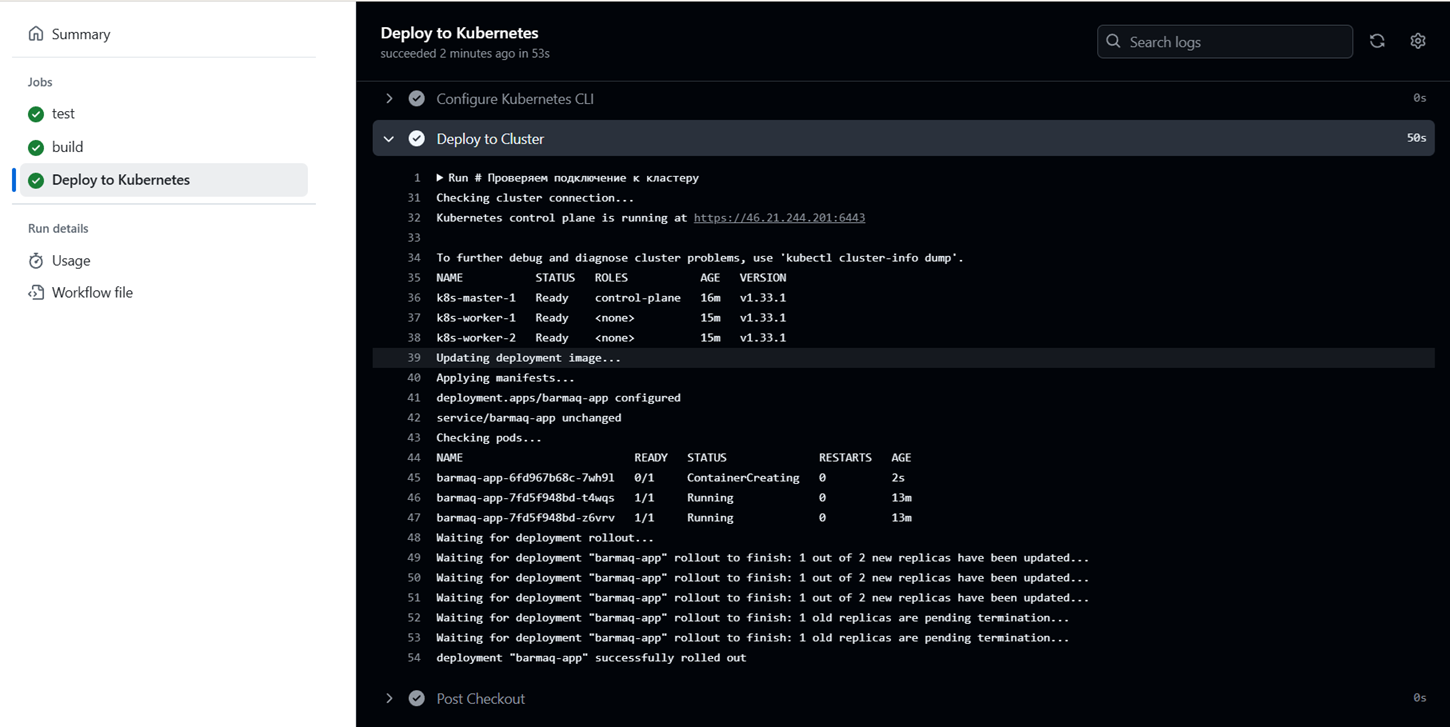 Summary
Jobs
test
build
Deploy to Kubernetes
Run details
Usage
Workflow file
Deploy to Kubernetes
succeeded 2 minutes ago in 53s
Search logs
Configure Kubernetes CLI 0s
Deploy to Cluster 50s
1 ▶ Run # Проверяем подключение к кластеру
31 Checking cluster connection...
32 Kubernetes control plane is running at https://46.21.244.201:6443
33
34 To further debug and diagnose cluster problems, use 'kubectl cluster-info dump'.
35 NAME STATUS ROLES AGE VERSION
36 k8s-master-1 Ready control-plane 16m v1.33.1
37 k8s-worker-1 Ready <none> 15m v1.33.1
38 k8s-worker-2 Ready <none> 15m v1.33.1
39 Updating deployment image...
40 Applying manifests...
41 deployment.apps/barmaq-app configured
42 service/barmaq-app unchanged
43 Checking pods...
44 NAME READY STATUS RESTARTS AGE
45 barmaq-app-6fd967b68c-7wh9l 0/1 ContainerCreating 0 2s
46 barmaq-app-7fd5f948bd-t4wqs 1/1 Running 0 13m
47 barmaq-app-7fd5f948bd-z6vrv 1/1 Running 0 13m
48 Waiting for deployment rollout...
49 Waiting for deployment "barmaq-app" rollout to finish: 1 out of 2 new replicas have been updated...
50 Waiting for deployment "barmaq-app" rollout to finish: 1 out of 2 new replicas have been updated...
51 Waiting for deployment "barmaq-app" rollout to finish: 1 out of 2 new replicas have been updated...
52 Waiting for deployment "barmaq-app" rollout to finish: 1 old replicas are pending termination...
53 Waiting for deployment "barmaq-app" rollout to finish: 1 old replicas are pending termination...
54 deployment "barmaq-app" successfully rolled out
Post Checkout 0s